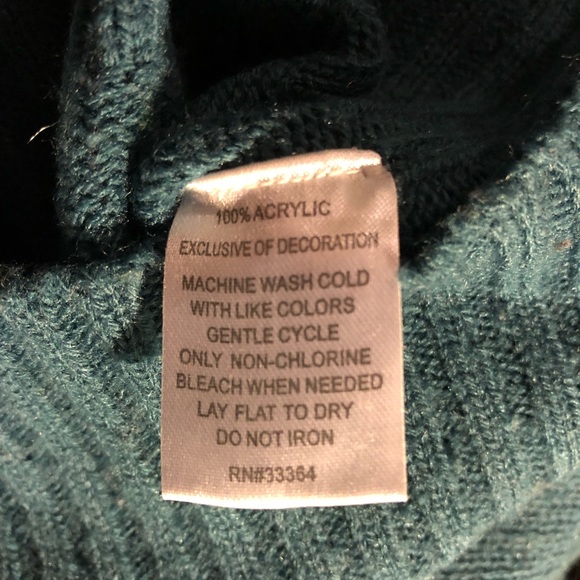 100% ACRYLIC
EXCLUSIVE OF DECORATION
MACHINE WASH COLD
WITH LIKE COLORS
GENTLE CYCLE
ONLY NON-CHLORINE
BLEACH WHEN NEEDED
LAY FLAT TO DRY
DO NOT IRON
RN#33364